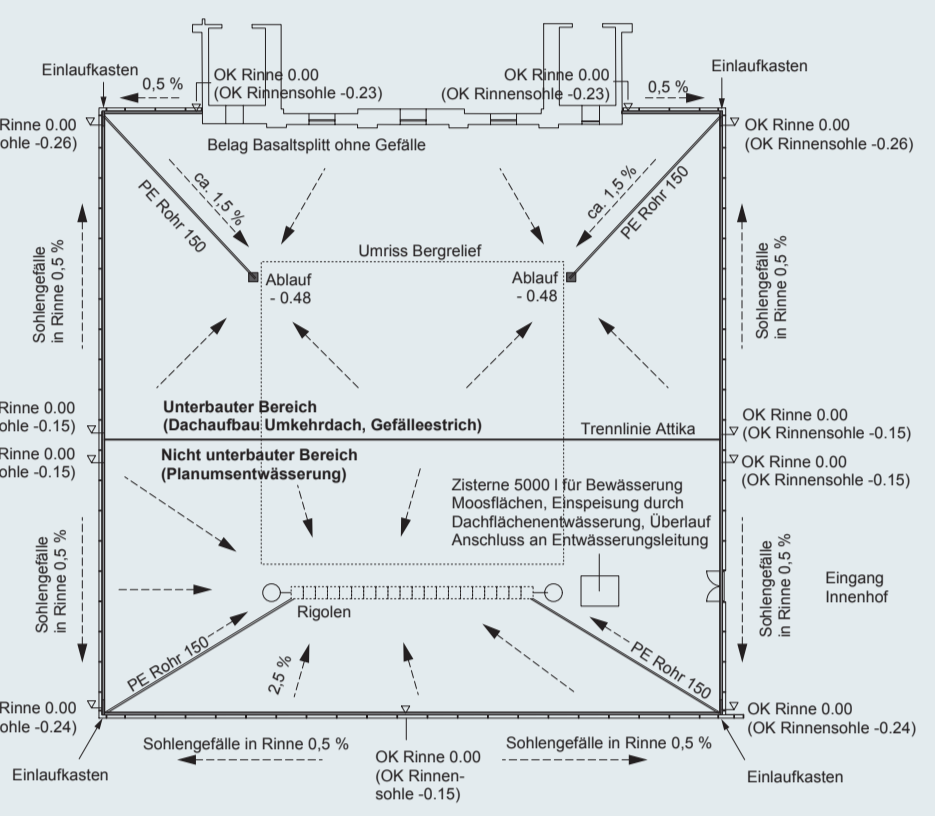 Einlaufkasten
0,5 %
OK Rinne 0.00
(OK Rinnensohle -0.23)
OK Rinne 0.00
(OK Rinnensohle -0.23)
0,5 %
Einlaufkasten
Rinne 0.00
ohle -0.26)
OK Rinne 0.00
(OK Rinnensohle -0.26)
Belag Basaltsplitt ohne Gefälle
ca. 1,5 %
PE Rohr 150
ca. 1,5 %
PE Rohr 150
Umriss Bergrelief
Ablauf
- 0.48
Ablauf
- 0.48
Sohlengefälle
in Rinne 0,5 %
Sohlengefälle
in Rinne 0,5 %
Rinne 0.00
ohle -0.15)
Unterbauter Bereich
(Dachaufbau Umkehrdach, Gefälleestrich)
Trennlinie Attika
OK Rinne 0.00
(OK Rinnensohle -0.15)
Rinne 0.00
ohle -0.15)
Nicht unterbauter Bereich
(Planumsentwässerung)
OK Rinne 0.00
(OK Rinnensohle -0.15)
Zisterne 5000 l für Bewässerung
Moosflächen, Einspeisung durch
Dachflächenentwässerung, Überlauf
Anschluss an Entwässerungsleitung
Sohlengefälle
in Rinne 0,5 %
Sohlengefälle
in Rinne 0,5 %
Eingang
Innenhof
Rigolen
PE Rohr 150
2,5 %
PE Rohr 150
Rinne 0.00
ohle -0.24)
OK Rinne 0.00
(OK Rinnensohle -0.24)
Sohlengefälle in Rinne 0,5 %
OK Rinne 0.00
(OK Rinnen-
sohle -0.15)
Sohlengefälle in Rinne 0,5 %
Einlaufkasten
Einlaufkasten